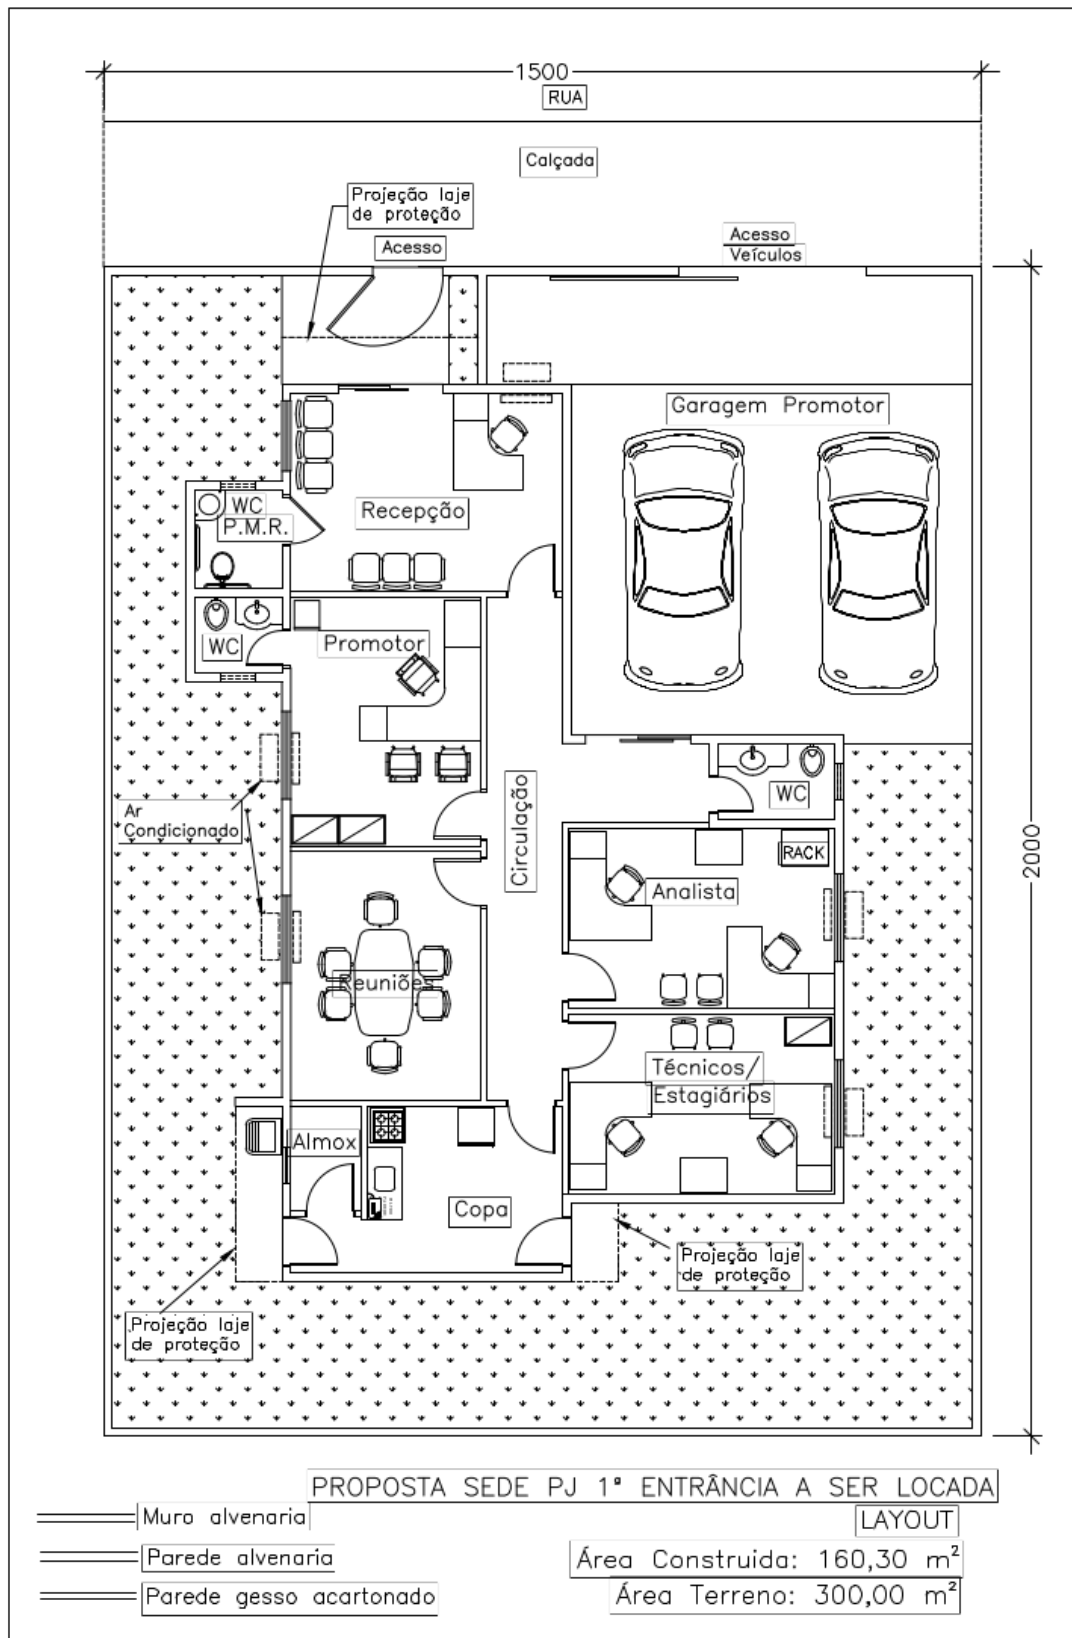 1500
RUA
Calçada
Projeção laje
de proteção
Acesso
Acesso
Veículos
Garagem Promotor
WC
P.M.R.
Recepção
WC
Promotor
Ar
Condicionado
Circulação
WC
RACK
Analista
2000
Reuniões
Técnicos/
Estagiários
Almox
Copa
Projeção laje
de proteção
Projeção laje
de proteção
PROPOSTA SEDE PJ 1ª ENTRÂNCIA A SER LOCADA
Muro alvenaria
LAYOUT
Parede alvenaria
Área Construida: 160,30 m²
Parede gesso acartonado
Área Terreno: 300,00 m²